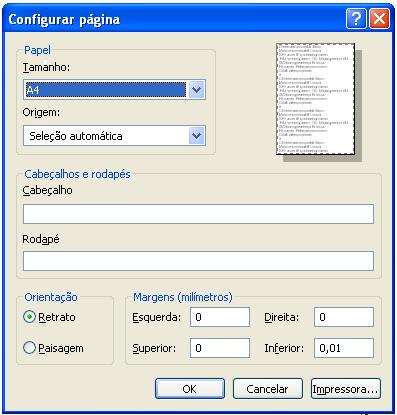 Configurar página
Papel
Tamanho:
A4
Origem:
Seleção automática
Cabeçalhos e rodapés
Cabeçalho
Rodapé
Orientação
Retrato
Paisagem
Margens (milímetros)
Esquerda: 0 Direita: 0
Superior: 0 Inferior: 0,01
OK Cancelar Impressora...